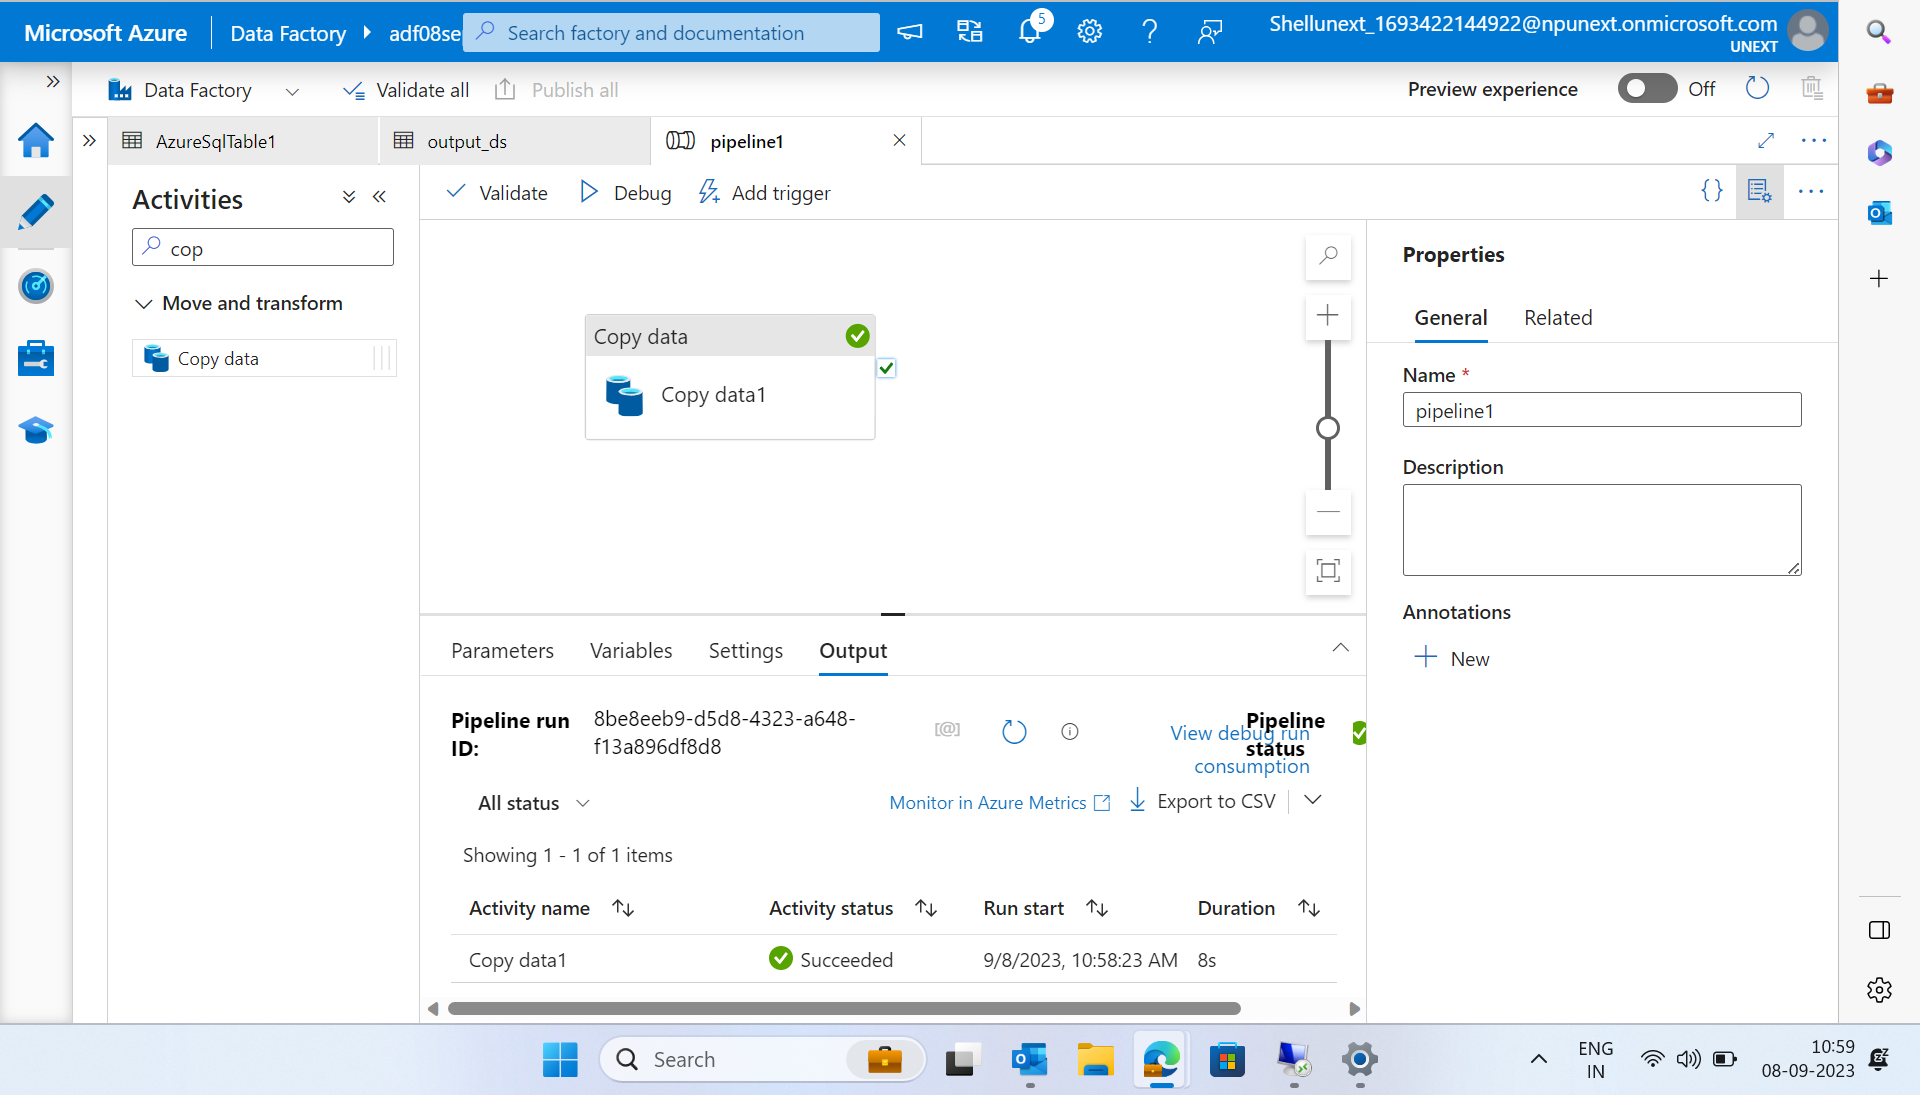 Microsoft Azure
Data Factory
adf08se
Search factory and documentation
5
Shellunext_1693422144922@npunext.onmicrosoft.com
UNEXT
Data Factory
Validate all
Publish all
Preview experience
Off
AzureSqlTable1
output_ds
pipeline1
Activities
cop
Move and transform
Copy data
Validate
Debug
Add trigger
Copy data
Copy data1
Properties
General
Related
Name *
pipeline1
Description
Annotations
New
Parameters
Variables
Settings
Output
Pipeline run
ID:
8be8eeb9-d5d8-4323-a648-
f13a896df8d8
[@]
View debug run
consumption
Pipeline
status
All status
Monitor in Azure Metrics
Export to CSV
Showing 1 - 1 of 1 items
Activity name
Activity status
Run start
Duration
Copy data1
Succeeded
9/8/2023, 10:58:23 AM
8s
Search
ENG
IN
10:59
08-09-2023